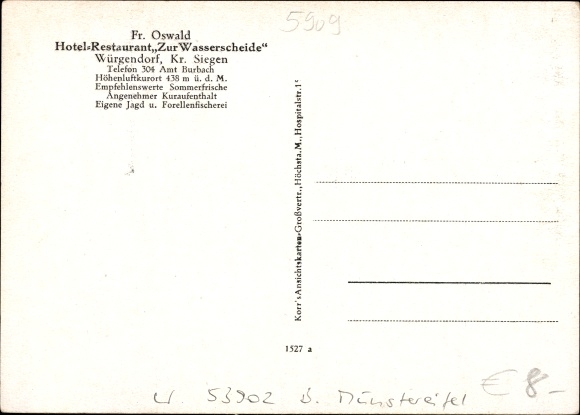 5909
Fr. Oswald
Hotel-Restaurant „Zur Wasserscheide“
Würgendorf, Kr. Siegen
Telefon 304 Amt Burbach
Höhenluftkurort 438 m ü. d. M.
Empfehlenswerte Sommerfrische
Angenehmer Kuraufenthalt
Eigene Jagd u. Forellenfischerei
Korr's Ansichtskarten-Großvertr., Höchst a. M., Hospitalstr. 1
1527 a
53902 B. Münstereifel
€ 8.-